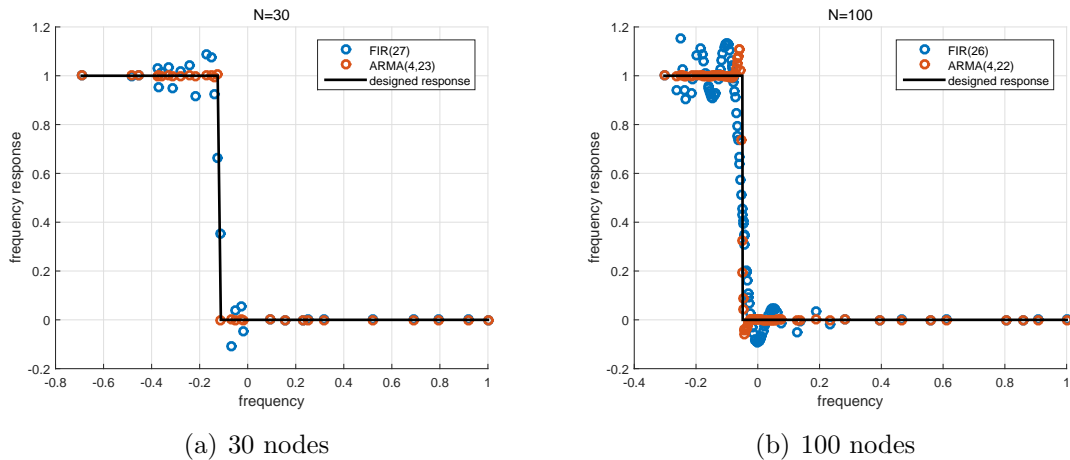 N=30
1.2
1
0.8
0.6
0.4
0.2
0
-0.2
-0.8 -0.6 -0.4 -0.2 0 0.2 0.4 0.6 0.8 1
frequency response
frequency
FIR(27)
ARMA(4,23)
designed response
(a) 30 nodes
N=100
1.2
1
0.8
0.6
0.4
0.2
0
-0.2
-0.4 -0.2 0 0.2 0.4 0.6 0.8 1
frequency response
frequency
FIR(26)
ARMA(4,22)
designed response
(b) 100 nodes